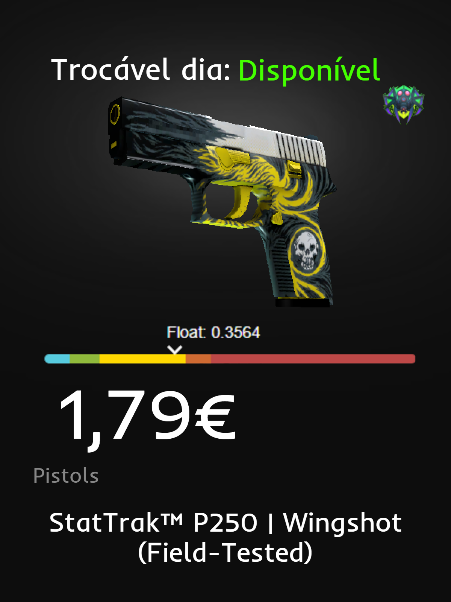 Trocável dia: Disponível
Float: 0.3564
1,79€
Pistols
StatTrak™ P250 | Wingshot
(Field-Tested)